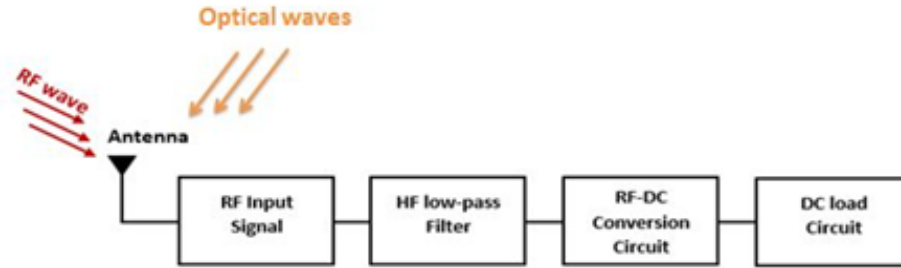 Optical waves
RF wave
Antenna
RF Input
Signal
HF low-pass
Filter
RF-DC
Conversion
Circuit
DC load
Circuit